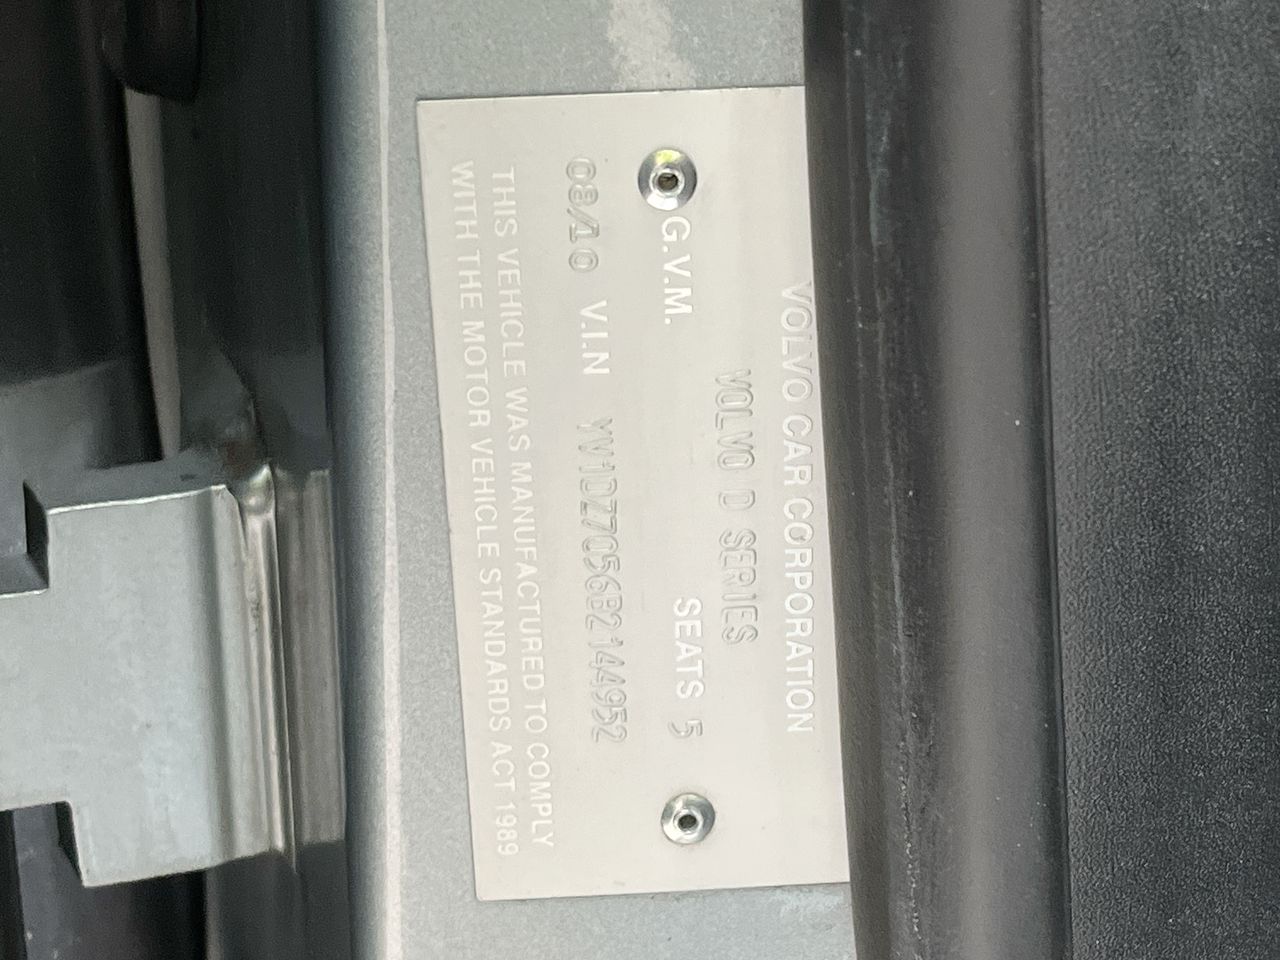 VOLVO CAR CORPORATION
VOLVO D SERIES
G.V.M. SEATS 5
08/10 V.I.N YV1DZ7056B2144952
THIS VEHICLE WAS MANUFACTURED TO COMPLY
WITH THE MOTOR VEHICLE STANDARDS ACT 1989